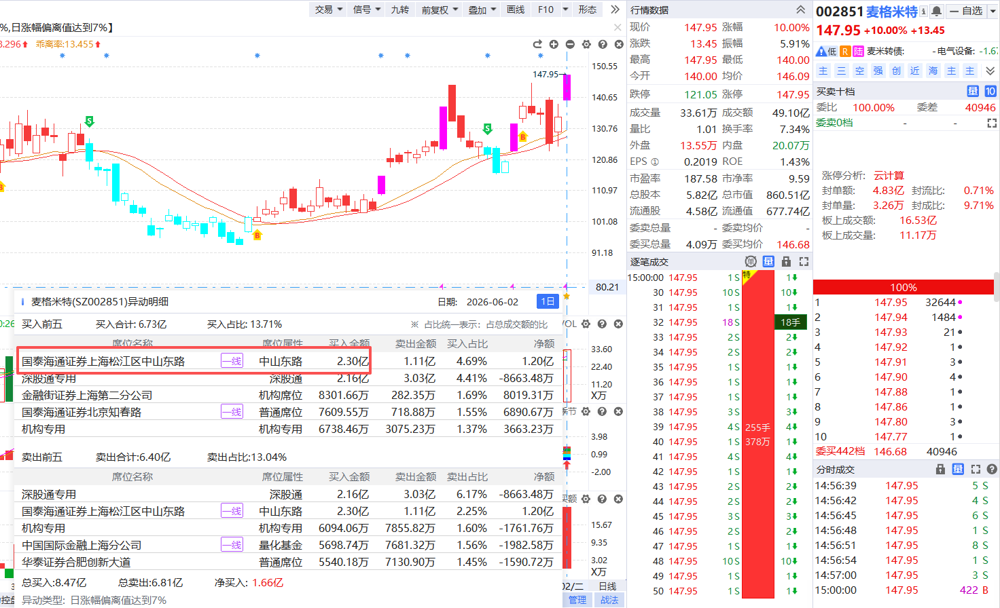 交易 信号 九转 前复权 叠加 画线 F10 形态
%,日涨幅偏离值达到7%】
3.296 乖离率:13.455
150.55
147.95
140.65
130.76
120.86
110.97
101.08
91.18
80.21
S
S
B
B
B
麦格米特(SZ002851)异动明细 日期: 2026-06-02 1日
买入前五 买入合计: 6.73亿 买入占比: 13.71% ※ 占比统一表示: 占总成交额的比
席位名称 席位属性 买入金额 卖出金额 买入占比 净额
国泰海通证券上海松江区中山东路 一线 中山东路 2.30亿 1.11亿 4.69% 1.20亿
深股通专用 深股通 2.16亿 3.03亿 4.41% -8663.48万
金融街证券上海第二分公司 机构席位 8301.66万 282.35万 1.69% 8019.31万
国泰海通证券北京知春路 一线 普通席位 7609.55万 718.88万 1.55% 6890.67万
机构专用 机构专用 6738.46万 3075.23万 1.37% 3663.23万
卖出前五 卖出合计:6.40亿 卖出占比:13.04%
席位名称 席位属性 买入金额 卖出金额 卖出占比 净额
深股通专用 深股通 2.16亿 3.03亿 6.17% -8663.48万
国泰海通证券上海松江区中山东路 一线 中山东路 2.30亿 1.11亿 2.25% 1.20亿
机构专用 机构专用 6094.06万 7855.82万 1.60% -1761.76万
中国国际金融上海分公司 一线 量化基金 5698.74万 7681.32万 1.56% -1982.58万
华泰证券合肥创新大道 普通席位 5540.18万 7130.90万 1.45% -1590.72万
总买入:8.47亿 总卖出:6.81亿 净买入: 1.66亿
异动类型: 日涨幅偏离值达到7%
0:26
控盘
VOL
33.60
22.40
11.20
X万
3.98
0.99
-2.00
15.67
9.35
3.02
X万
02/二 日线
管理 战法
行情数据
现价 147.95 涨幅 10.00%
涨跌 13.45 振幅 5.91%
最高 147.95 最低 140.00
今开 140.00 均价 146.09
跌停 121.05 涨停 147.95
成交量 33.61万 成交额 49.10亿
量比 1.01 换手率 7.34%
外盘 13.55万 内盘 20.07万
EPS ① 0.2019 ROE 1.43%
市盈率 187.58 市净率 9.59
总股本 5.82亿 总市值 860.51亿
流通股 4.58亿 流通值 677.74亿
委卖总量 - 委卖均价 -
委买总量 4.09万 委买均价 146.68
逐笔成交 单 量
15:00:00 147.95 1 S 特 1
30 147.95 10 S 10
31 147.95 1 S 1
32 147.95 18 S 18手
33 147.95 2 S 2
34 147.95 2 S 2
35 147.95 1 S 1
36 147.95 1 S 1
37 147.95 1 S 1
38 147.95 3 S 3
39 147.95 4 S 255手 4
40 147.95 1 S 378万 1
41 147.95 4 S 4
42 147.95 1 S 1
43 147.95 2 S 2
44 147.95 2 S 2
45 147.95 3 S 3
46 147.95 2 S 2
47 147.95 1 S 1
48 147.95 10 S 10
49 147.95 1 S 1
50 147.95 1 S 1
002851 麦格米特 自选
147.95 +10.00% +13.45
低 R 陆 麦米转债: - 电气设备: -1.67
主 三 空 强 创 近 海 主 主
买卖十档 量 10
委比 100.00% 委差 40946
委卖0档 - -
涨停分析: 云计算
封单额: 4.83亿 封流比: 0.71%
封单量: 3.26万 封成比: 9.71%
板上成交额: 16.53亿
板上成交量: 11.17万
100%
1 147.95 32644
2 147.94 1484
3 147.93 21
4 147.92 1
5 147.91 3
6 147.90 4
7 147.88 1
8 147.86 1
9 147.80 3
10 147.77 1
委买442档 146.68 40946
分时成交 量
14:56:39 147.95 5 S
14:56:42 147.95 4 S
14:56:45 147.95 6 S
14:56:48 147.95 1 S
14:56:51 147.95 8 S
14:56:54 147.95 1 S
14:57:00 147.95 3 S
15:00:00 147.95 422 B